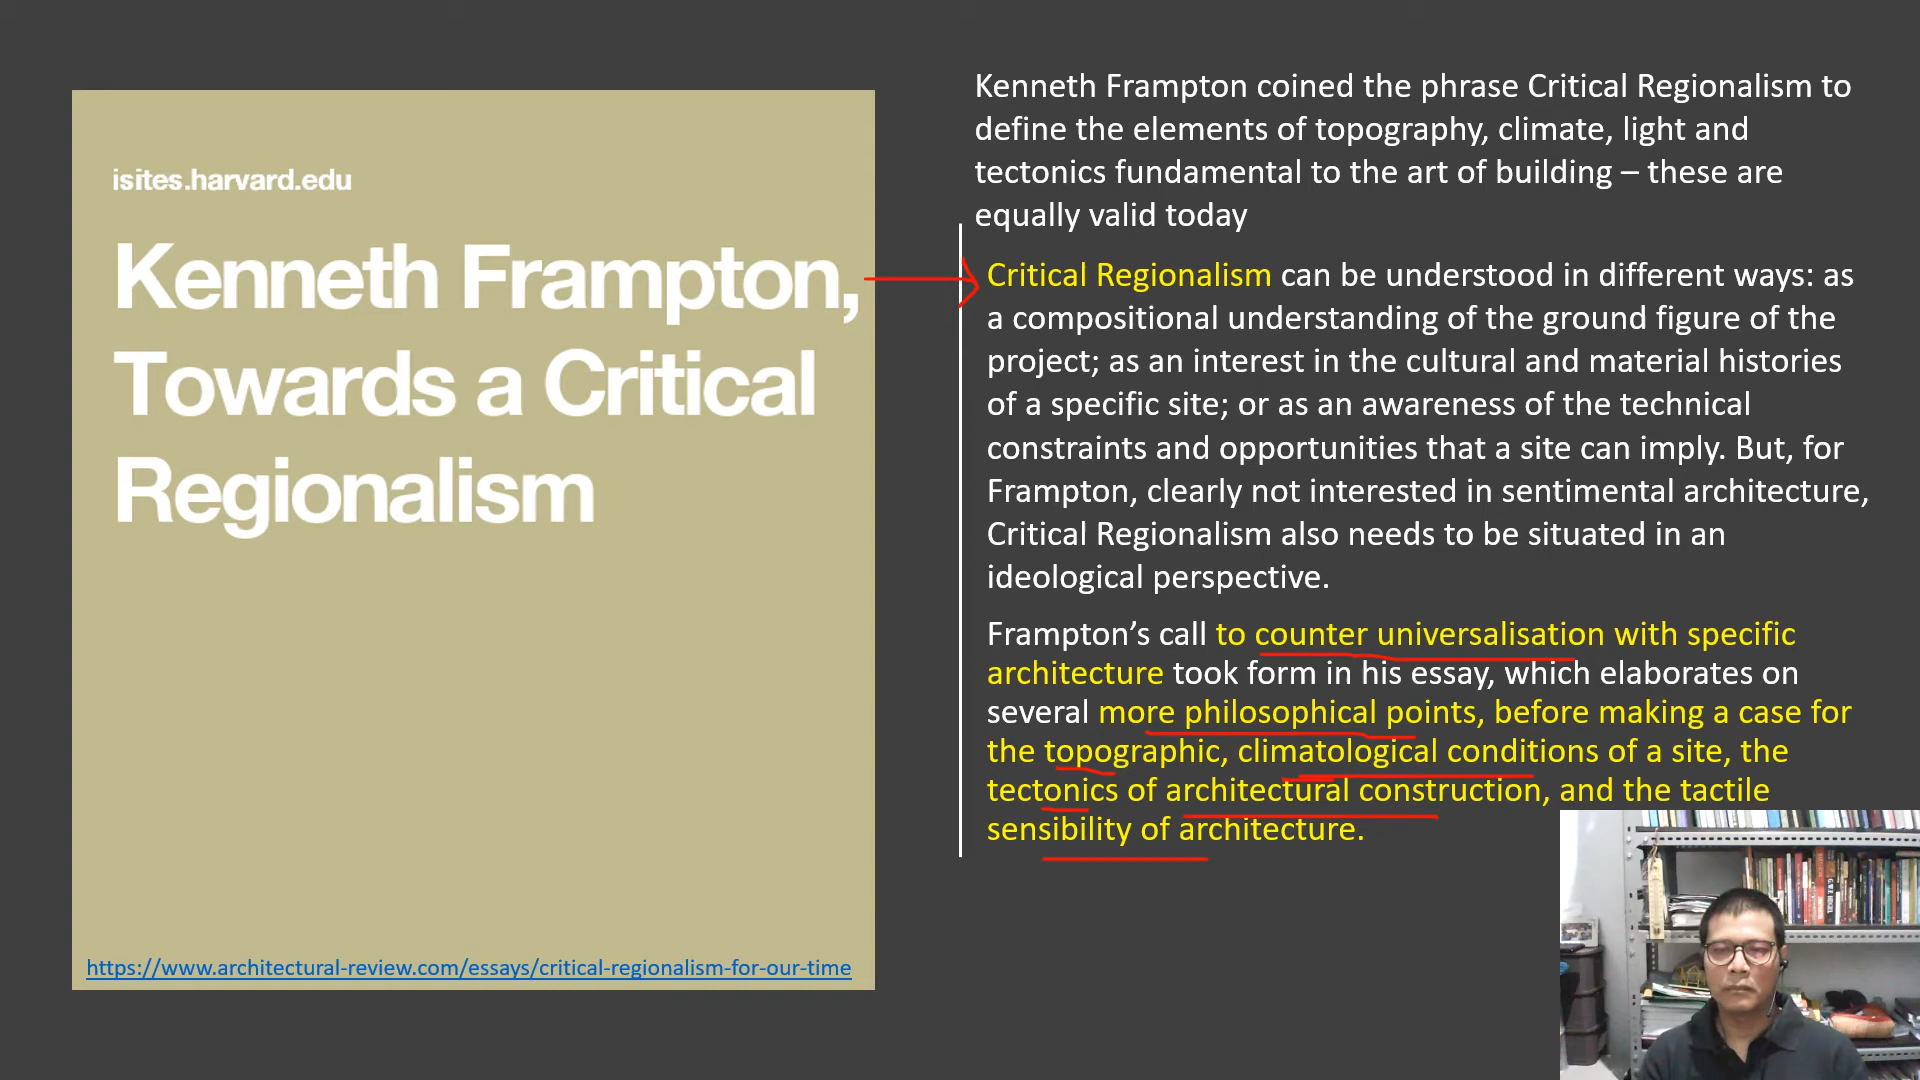 isites.harvard.edu
Kenneth Frampton,
Towards a Critical
Regionalism
https://www.architectural-review.com/essays/critical-regionalism-for-our-time
Kenneth Frampton coined the phrase Critical Regionalism to
define the elements of topography, climate, light and
tectonics fundamental to the art of building – these are
equally valid today
Critical Regionalism can be understood in different ways: as
a compositional understanding of the ground figure of the
project; as an interest in the cultural and material histories
of a specific site; or as an awareness of the technical
constraints and opportunities that a site can imply. But, for
Frampton, clearly not interested in sentimental architecture,
Critical Regionalism also needs to be situated in an
ideological perspective.
Frampton’s call to counter universalisation with specific
architecture took form in his essay, which elaborates on
several more philosophical points, before making a case for
the topographic, climatological conditions of a site, the
tectonics of architectural construction, and the tactile
sensibility of architecture.